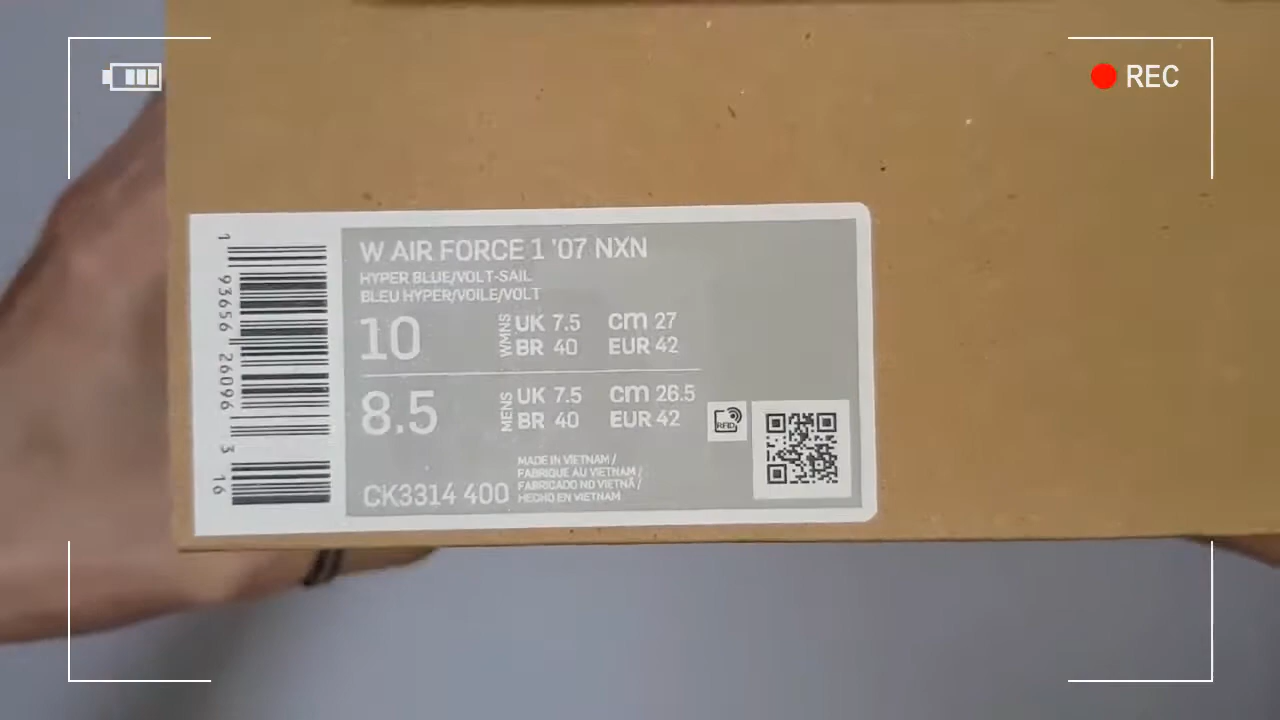 REC
W AIR FORCE 1 '07 NXN
HYPER BLUE/VOLT-SAIL
BLEU HYPER/VOILE/VOLT
10
WMNS
UK 7.5 cm 27
BR 40 EUR 42
8.5
MENS
UK 7.5 cm 26.5
BR 40 EUR 42
RFID
MADE IN VIETNAM /
FABRIQUE AU VIETNAM /
FABRICADO NO VIETNÃ /
HECHO EN VIETNAM
CK3314 400
1 93656 26096 3 16